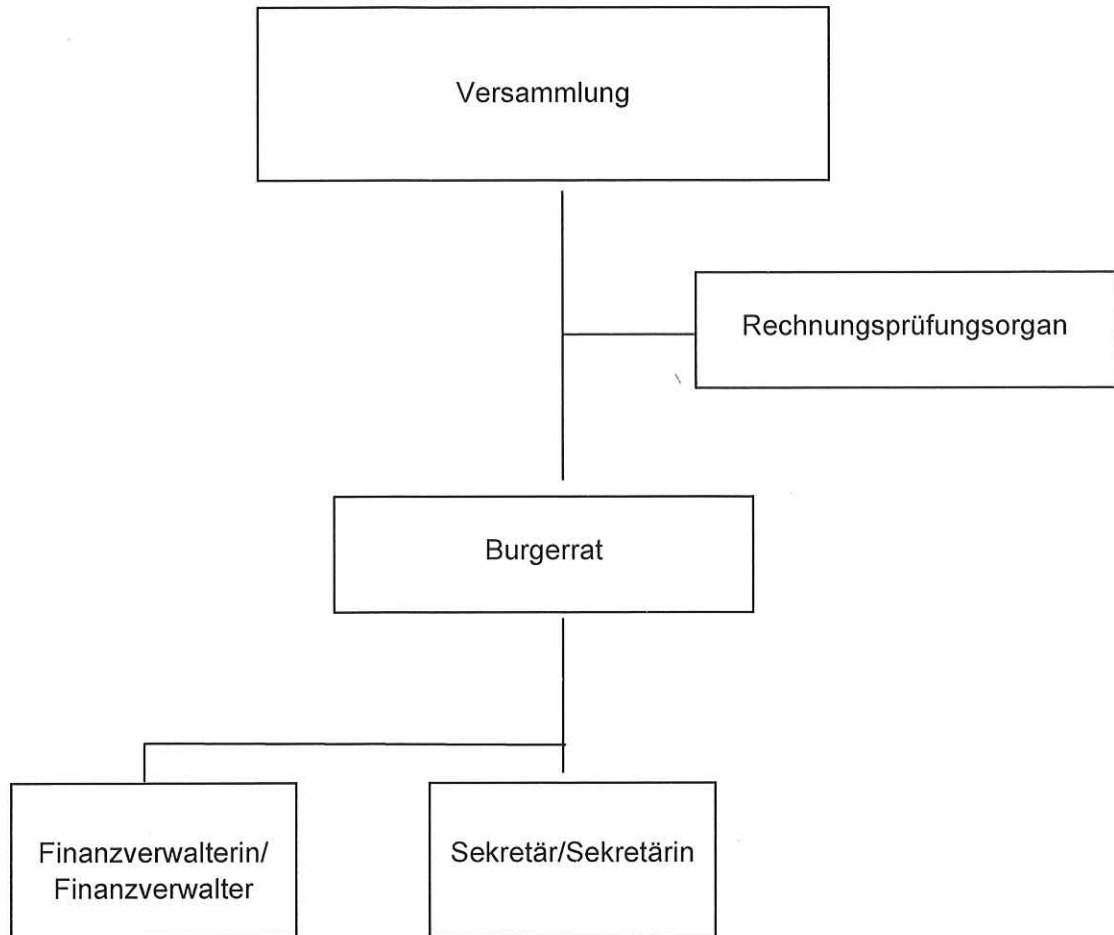 Versammlung
Rechnungsprüfungsorgan
Burgerrat
Finanzverwalterin/
Finanzverwalter
Sekretär/Sekretärin